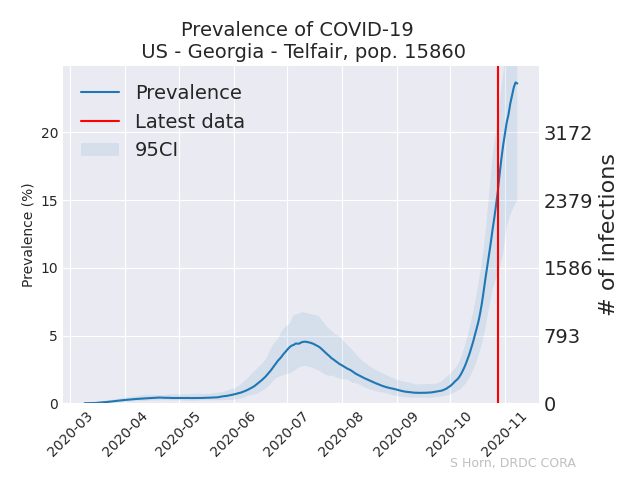 Prevalence of COVID-19
US - Georgia - Telfair, pop. 15860
Prevalence
Latest data
95CI
Prevalence (%)
20
15
10
5
0
3172
2379
1586
793
0
# of infections
2020-03
2020-04
2020-05
2020-06
2020-07
2020-08
2020-09
2020-10
2020-11
S Horn, DRDC CORA